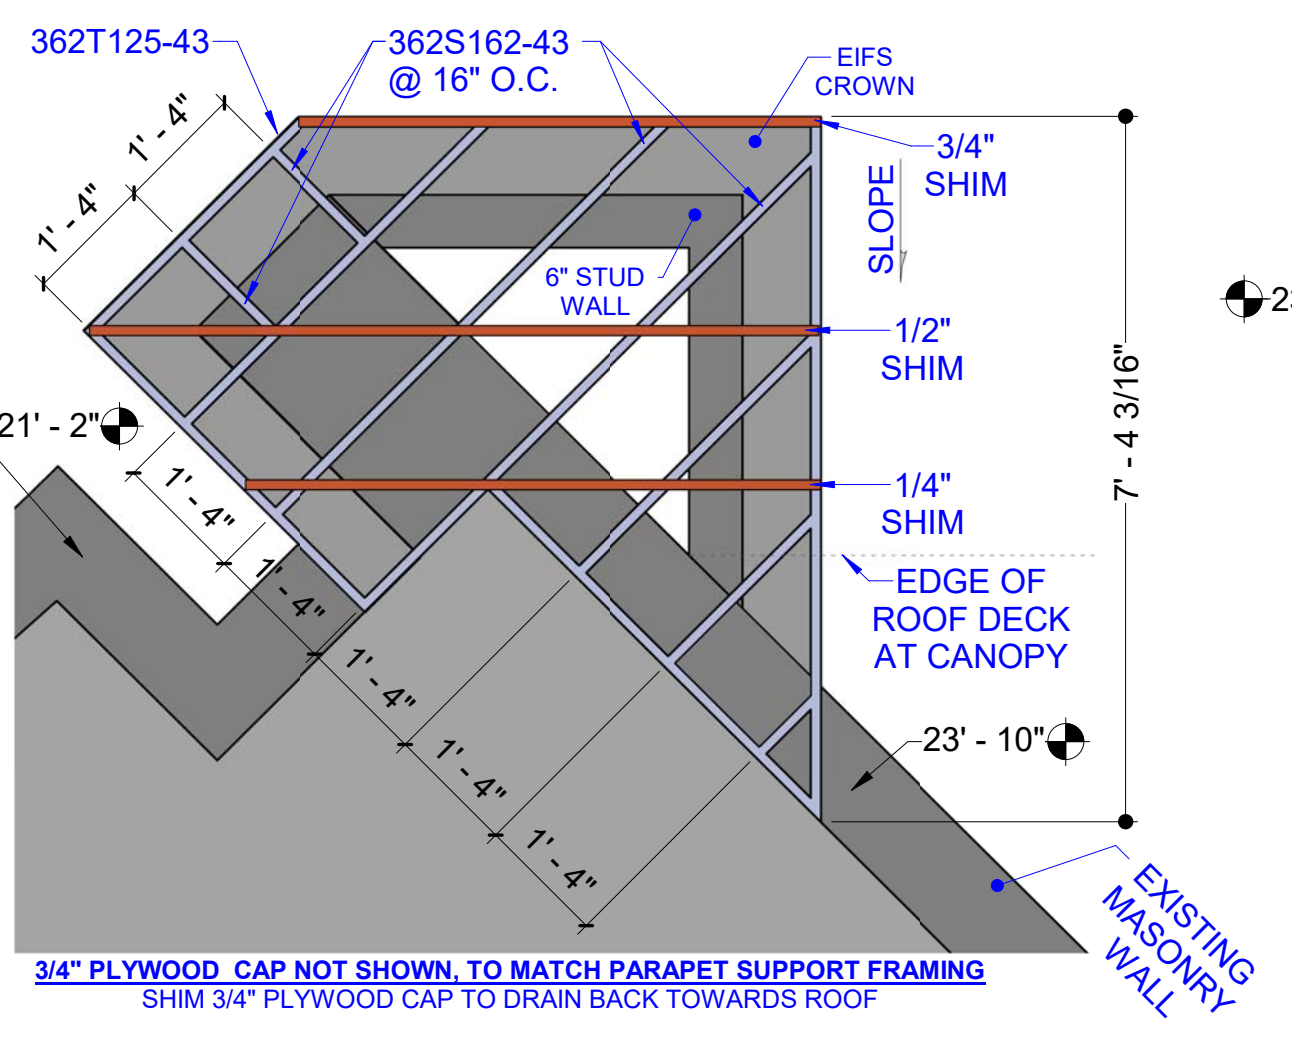 362T125-43
362S162-43
@ 16" O.C.
EIFS
CROWN
1' - 4"
1' - 4"
3/4"
SHIM
SLOPE
6" STUD
WALL
1/2"
SHIM
7' - 4 3/16"
21' - 2"
1' - 4"
1/4"
SHIM
1' - 4"
EDGE OF
ROOF DECK
AT CANOPY
1' - 4"
1' - 4"
23' - 10"
1' - 4"
EXISTING
MASONRY
WALL
3/4" PLYWOOD CAP NOT SHOWN, TO MATCH PARAPET SUPPORT FRAMING
SHIM 3/4" PLYWOOD CAP TO DRAIN BACK TOWARDS ROOF